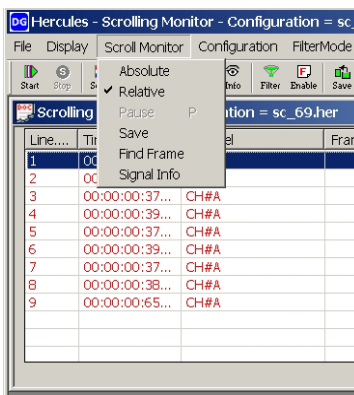 DG Hercules - Scrolling Monitor - Configuration = sc_
File Display Scroll Monitor Configuration FilterMode
Absolute
Relative
Pause P
Save
Find Frame
Signal Info
Start Stop Info Filter Enable Save
Scrolling ation = sc_69.her
Line.... Fra
1 00
2 00
3 00:00:00:37... CH#A
4 00:00:00:39... CH#A
5 00:00:00:37... CH#A
6 00:00:00:39... CH#A
7 00:00:00:37... CH#A
8 00:00:00:38... CH#A
9 00:00:00:65... CH#A